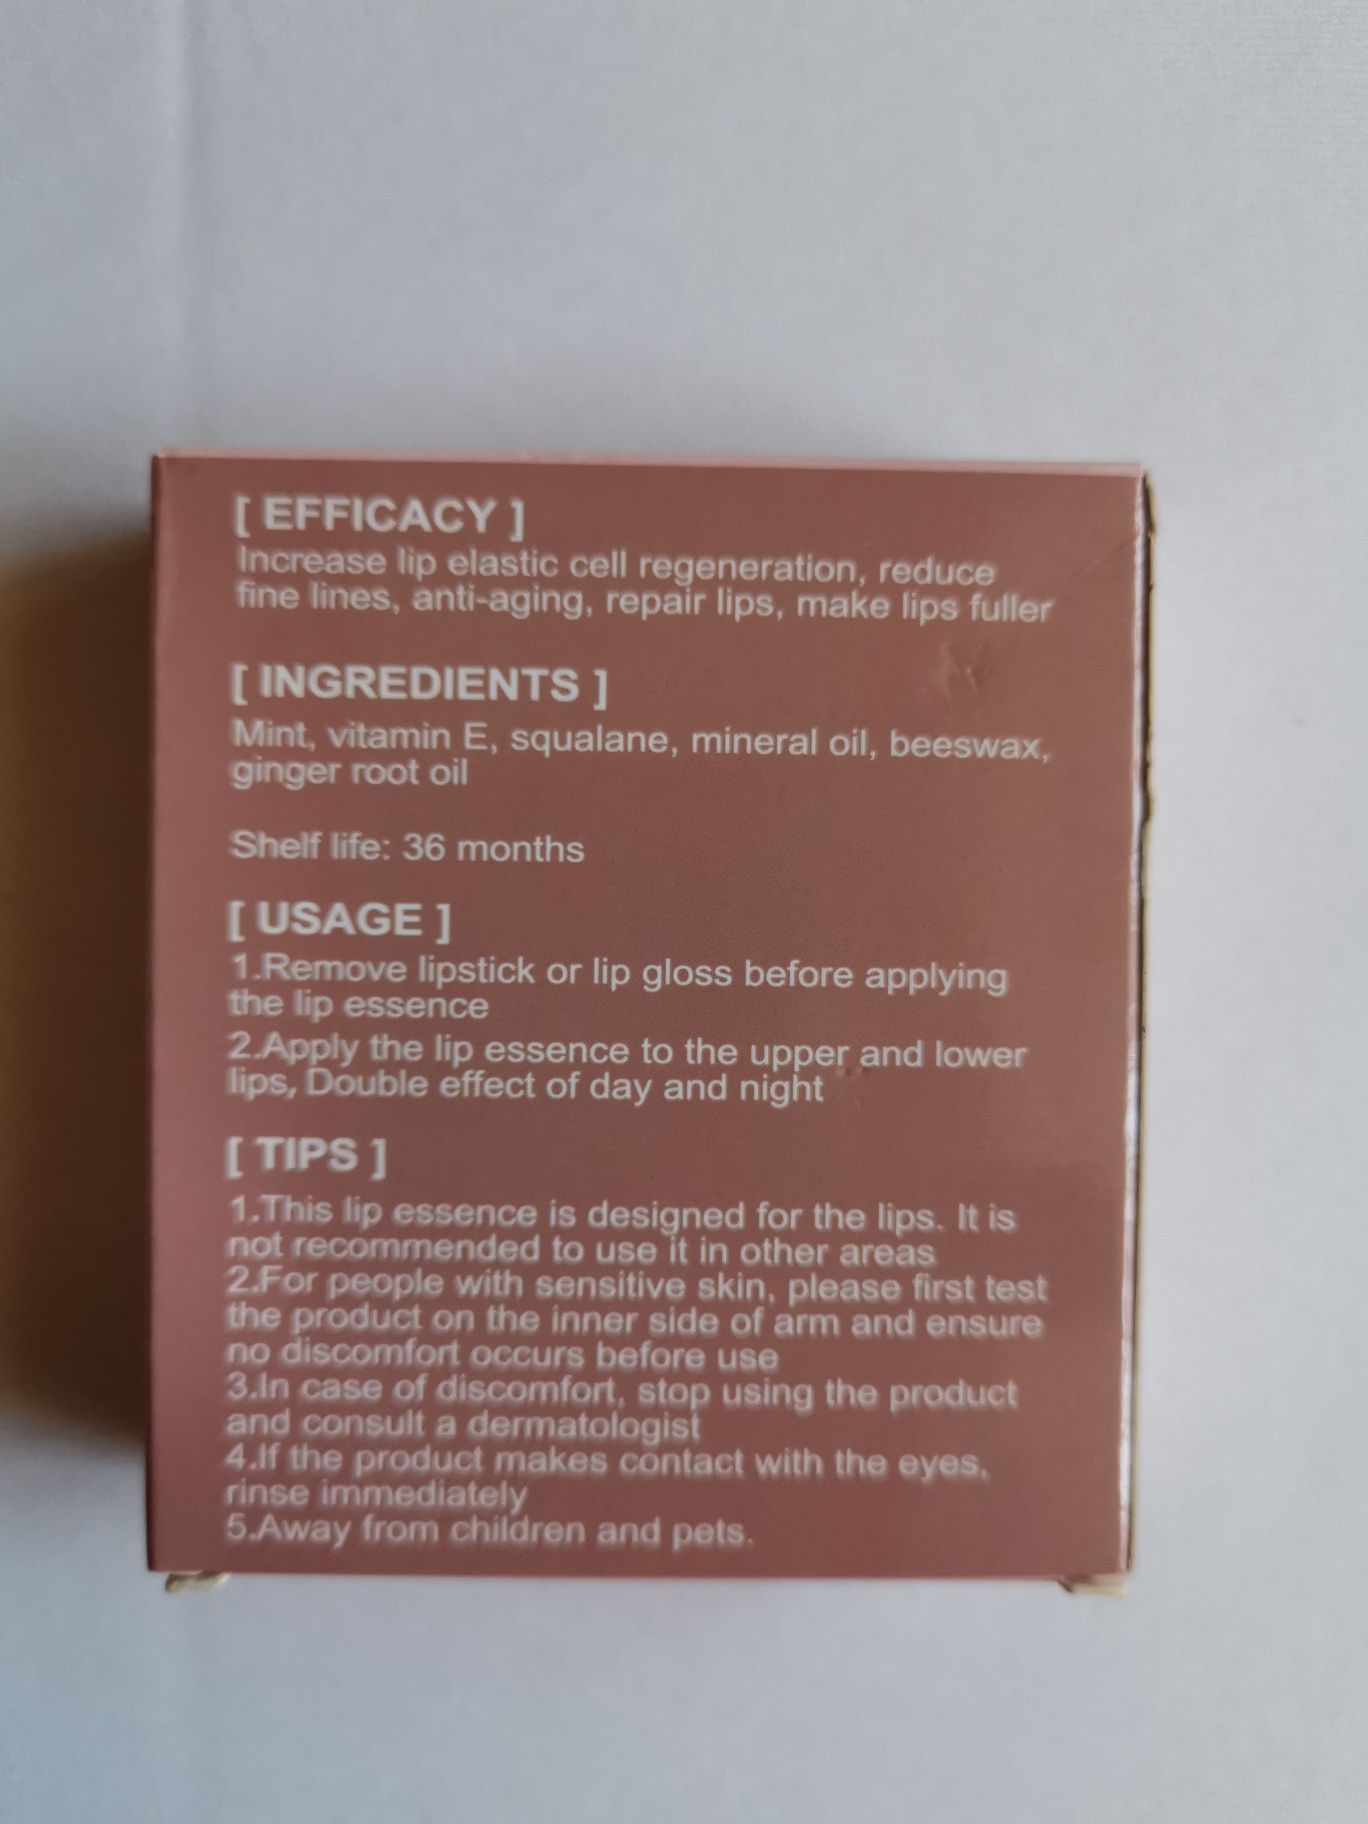 [ EFFICACY ]
Increase lip elastic cell regeneration, reduce
fine lines, anti-aging, repair lips, make lips fuller
[ INGREDIENTS ]
Mint, vitamin E, squalane, mineral oil, beeswax,
ginger root oil
Shelf life: 36 months
[ USAGE ]
1.Remove lipstick or lip gloss before applying
the lip essence
2.Apply the lip essence to the upper and lower
lips, Double effect of day and night
[ TIPS ]
1.This lip essence is designed for the lips. It is
not recommended to use it in other areas
2.For people with sensitive skin, please first test
the product on the inner side of arm and ensure
no discomfort occurs before use
3.In case of discomfort, stop using the product
and consult a dermatologist
4.If the product makes contact with the eyes,
rinse immediately
5.Away from children and pets.